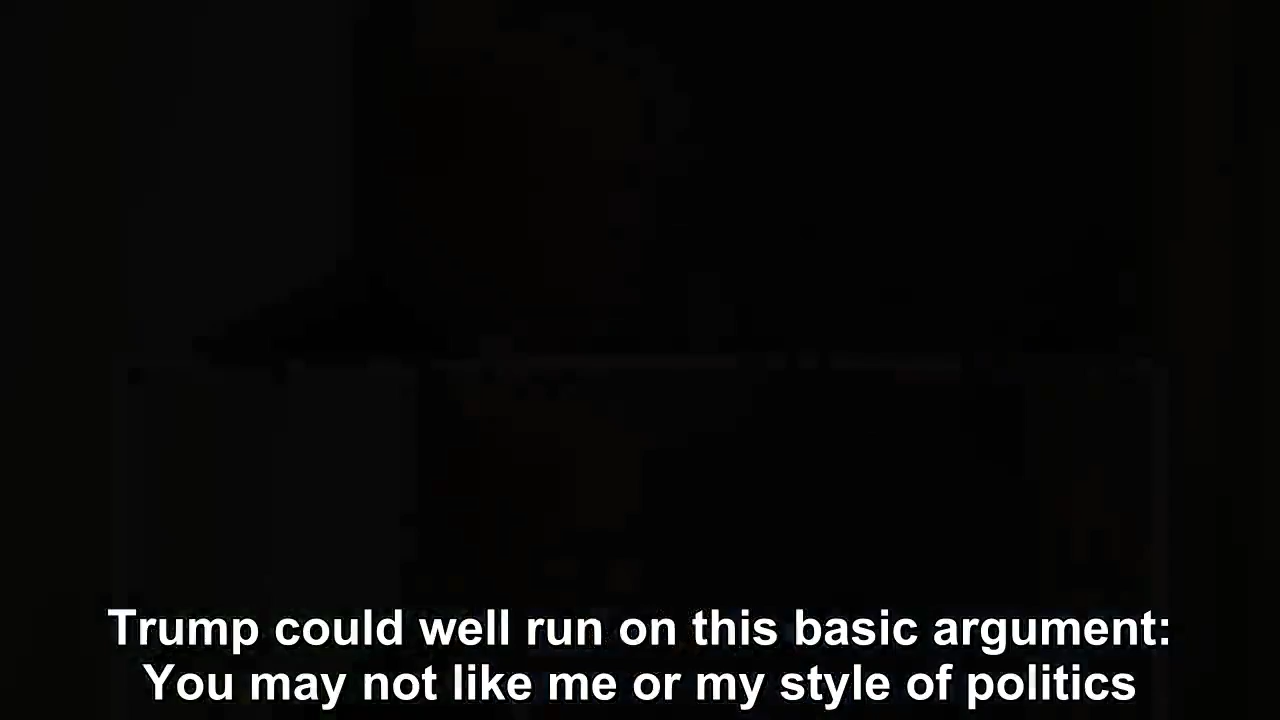 Trump could well run on this basic argument:
You may not like me or my style of politics